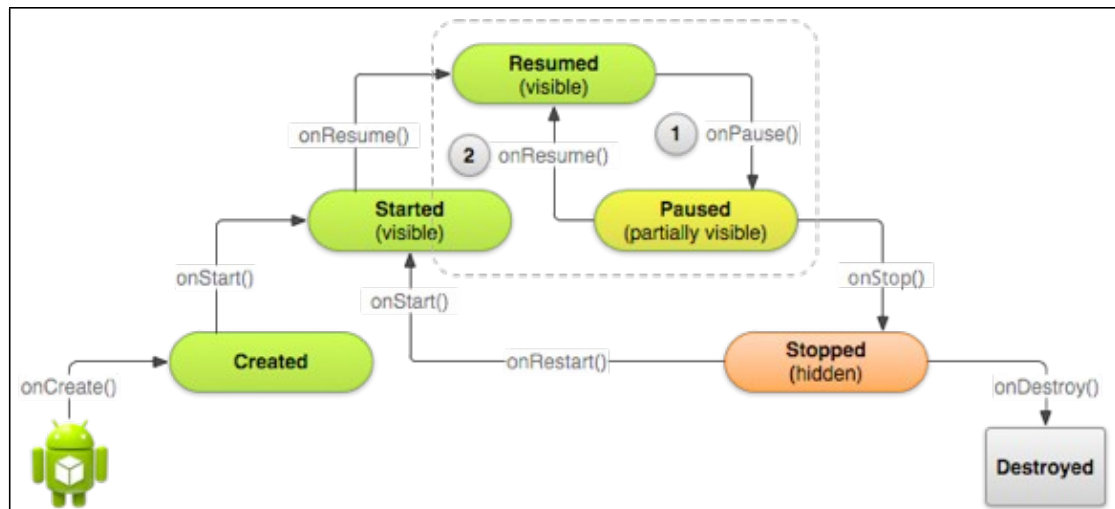 Resumed
(visible)
onResume()
2
onResume()
1
onPause()
Started
(visible)
Paused
(partially visible)
onStart()
onStart()
onStop()
Created
onRestart()
Stopped
(hidden)
onCreate()
onDestroy()
Destroyed